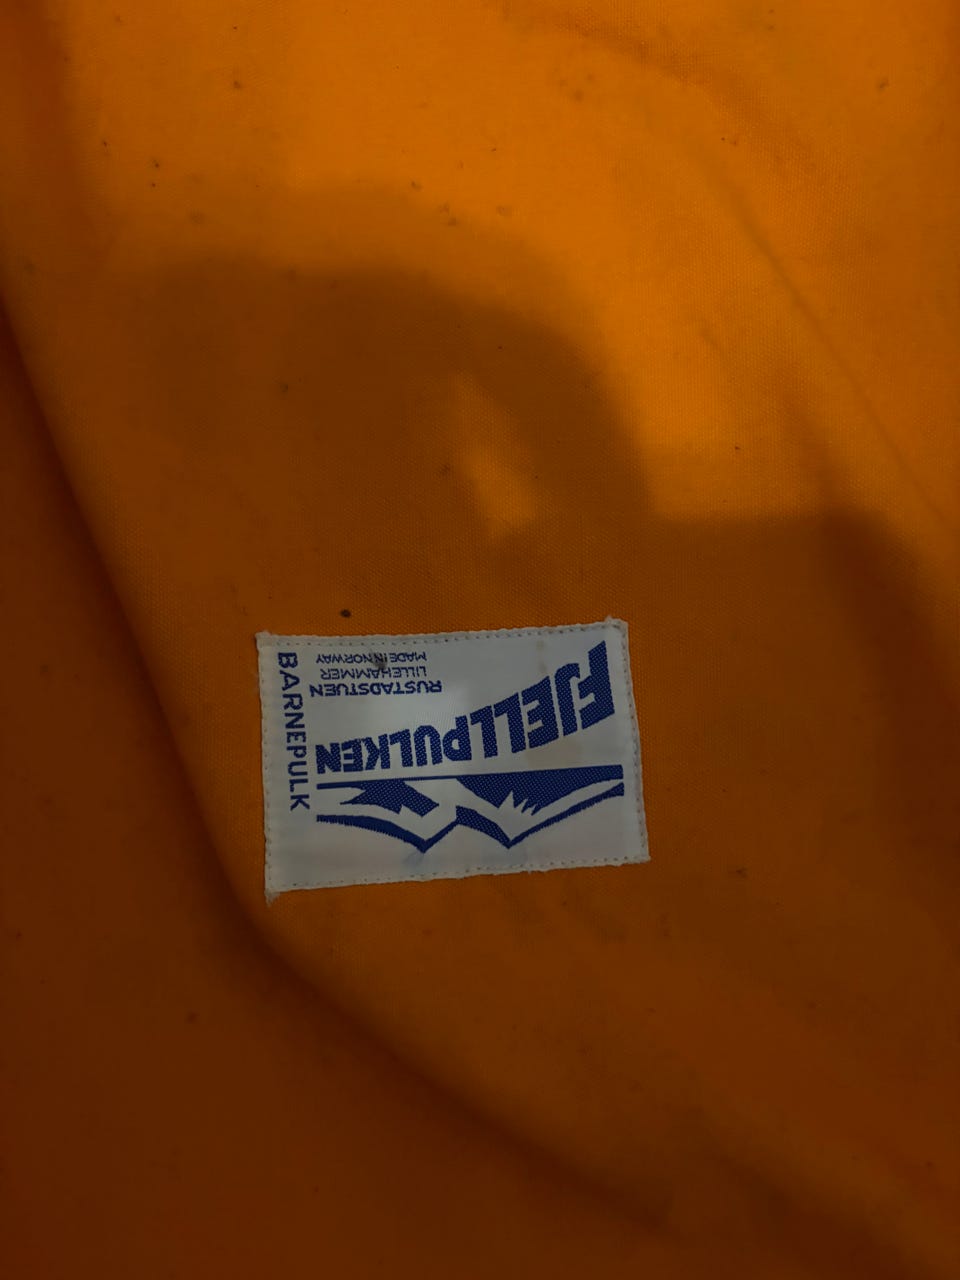 FJELLPULKEN
RUSTADSTUEN
LILLEHAMMER
MADE IN NORWAY
BARNEPULK